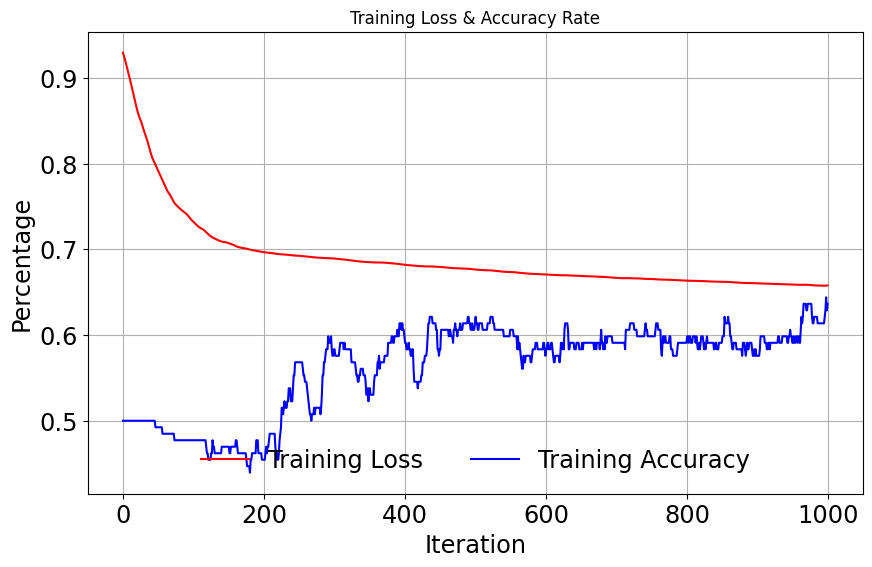 Training Loss & Accuracy Rate
Percentage
0.9
0.8
0.7
0.6
0.5
Training Loss
Training Accuracy
0
200
400
600
800
1000
Iteration